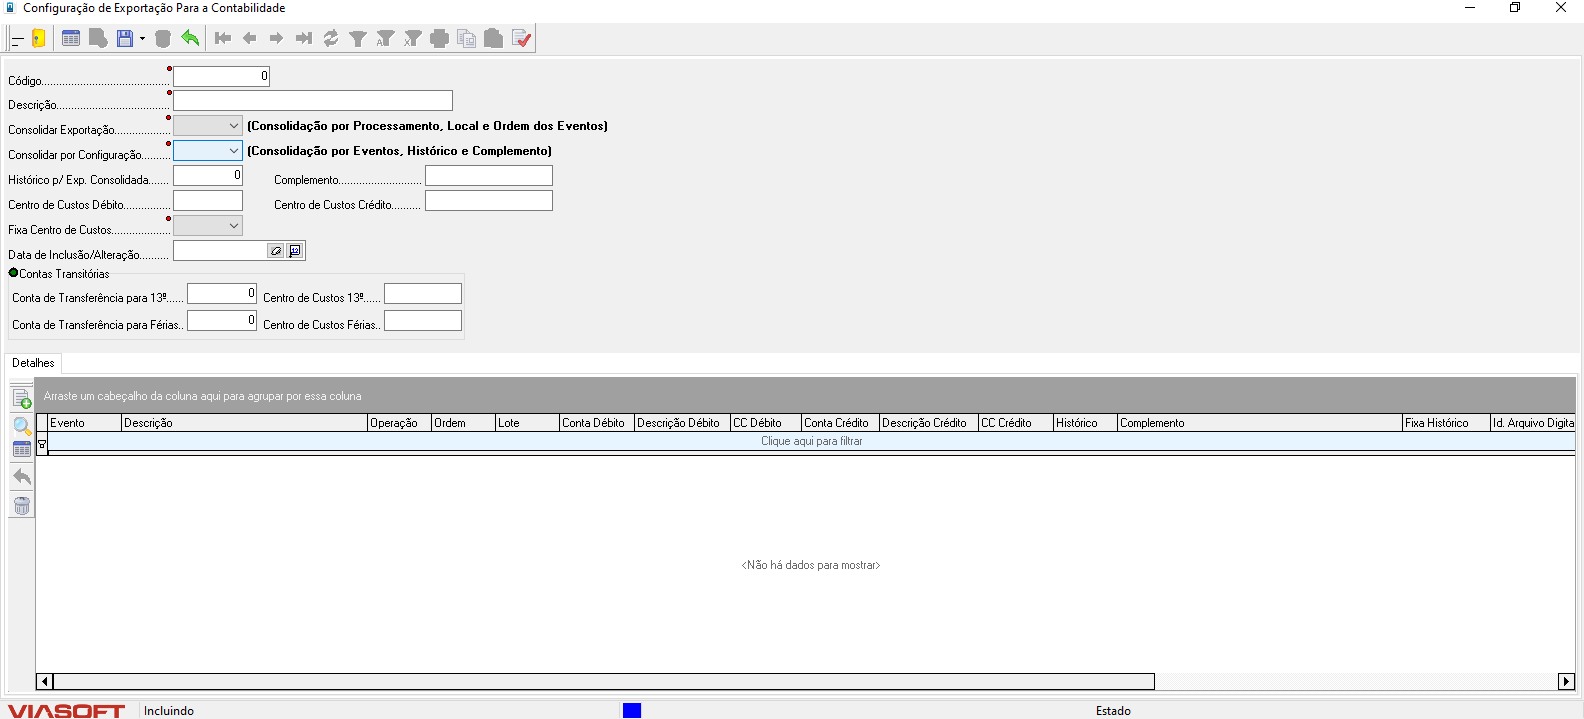 Configuração de Exportação Para a Contabilidade
Código.......................................... 0
Descrição.....................................
Consolidar Exportação................... (Consolidação por Processamento, Local e Ordem dos Eventos)
Consolidar por Configuração.......... (Consolidação por Eventos, Histórico e Complemento)
Histórico p/ Exp. Consolidada....... 0 Complemento............................
Centro de Custos Débito................ Centro de Custos Crédito..........
Fixa Centro de Custos....................
Data de Inclusão/Alteração.......... 12
Contas Transitórias
Conta de Transferência para 13º...... 0 Centro de Custos 13º......
Conta de Transferência para Férias.. 0 Centro de Custos Férias..
Detalhes
Arraste um cabeçalho da coluna aqui para agrupar por essa coluna
Evento Descrição Operação Ordem Lote Conta Débito Descrição Débito CC Débito Conta Crédito Descrição Crédito CC Crédito Histórico Complemento Fixa Histórico Id. Arquivo Digita
Clique aqui para filtrar
<Não há dados para mostrar>
VIASOFT Incluindo Estado